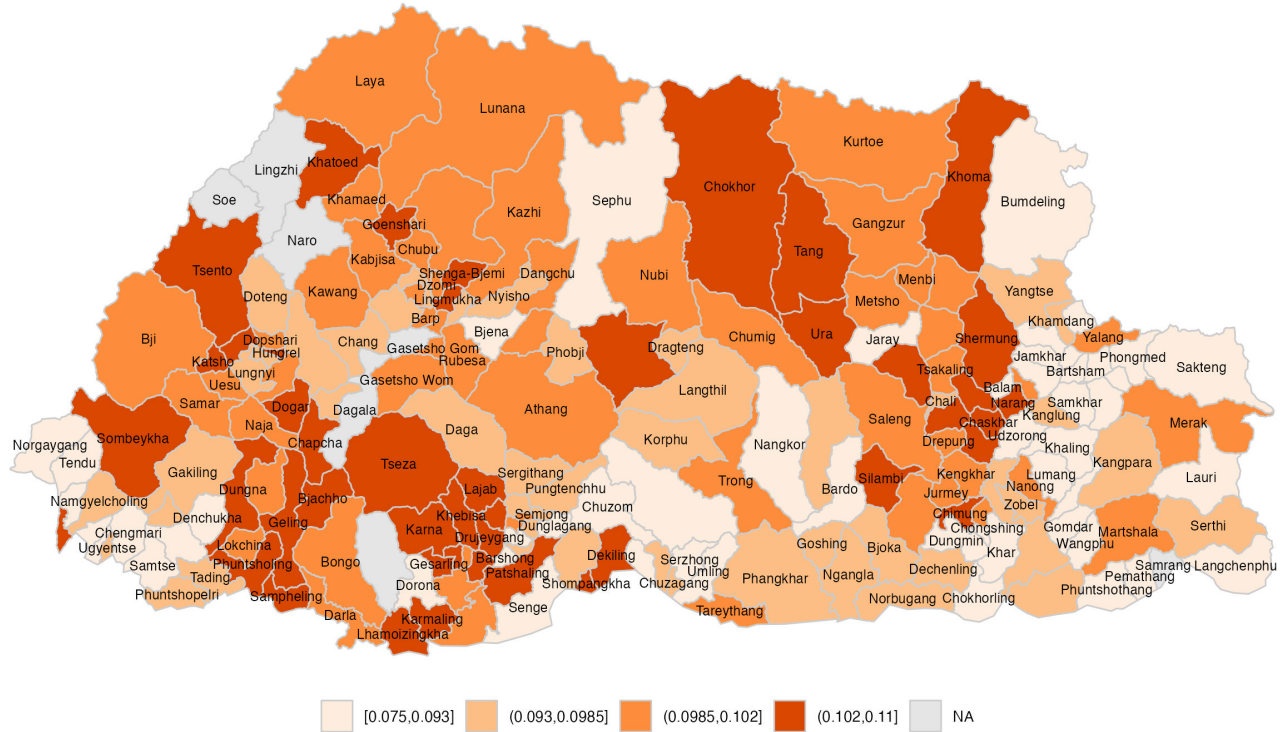 Laya
Lunana
Kurtoe
Lingzhi
Khatoed
Khoma
Chokhor
Soe
Khamaed
Sephu
Bumdeling
Kazhi
Goenshari
Gangzur
Naro
Chubu
Tang
Kabjisa
Tsento
Shenga-Bjemi
Dangchu
Nubi
Menbi
Dzomi
Kawang
Doteng
Lingmukha
Nyisho
Metsho
Yangtse
Barp
Khamdang
Bjena
Ura
Chumig
Bji
Dopshari
Chang
Jaray
Shermung
Yalang
Gasetsho Gom
Dragteng
Hungrel
Phobji
Jamkhar
Phongmed
Katsho
Rubesa
Lungnyi
Tsakaling
Bartsham
Sakteng
Gasetsho Wom
Uesu
Langthil
Balam
Samar
Dogar
Dagala
Athang
Chali
Narang
Samkhar
Kanglung
Saleng
Chaskhar
Merak
Naja
Daga
Sombeykha
Chapcha
Korphu
Nangkor
Drepung
Udzorong
Norgaygang
Khaling
Tendu
Tseza
Kangpara
Gakiling
Sergithang
Kengkhar
Lumang
Trong
Silambi
Lauri
Dungna
Lajab
Pungtenchhu
Bardo
Jurmey
Nanong
Namgyelcholing
Bjachho
Chuzom
Zobel
Denchukha
Geling
Khebisa
Semjong
Chimung
Dunglagang
Chongshing
Gomdar
Serthi
Chengmari
Karna
Drujeygang
Martshala
Ugyentse
Lokchina
Goshing
Bjoka
Dungmin
Wangphu
Khar
Samtse
Phuntsholing
Bongo
Gesarling
Barshong
Dekiling
Serzhong
Samrang
Langchenphu
Tading
Patshaling
Umling
Phangkhar
Ngangla
Dechenling
Pemathang
Dorona
Shompangkha
Chuzagang
Phuntshothang
Phuntshopelri
Sampheling
Norbugang
Chokhorling
Senge
Tareythang
Darla
Karmaling
Lhamoizingkha
[0.075,0.093]
(0.093,0.0985]
(0.0985,0.102]
(0.102,0.11]
NA